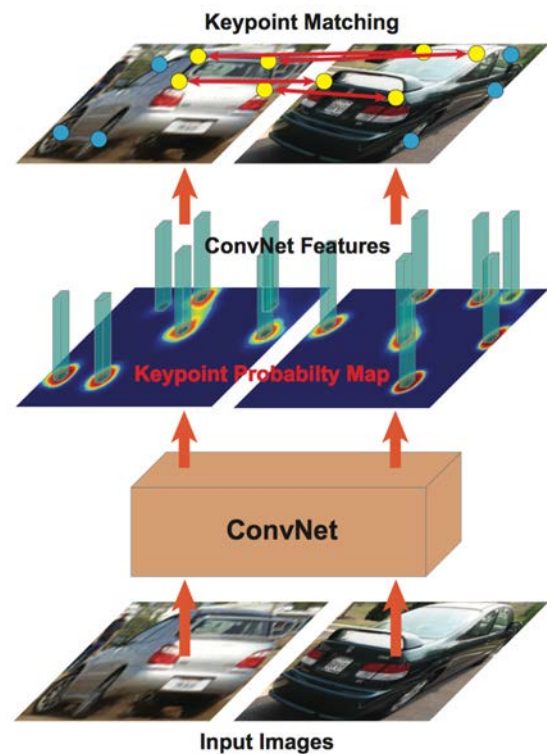 Keypoint Matching
ConvNet Features
Keypoint Probabilty Map
ConvNet
Input Images